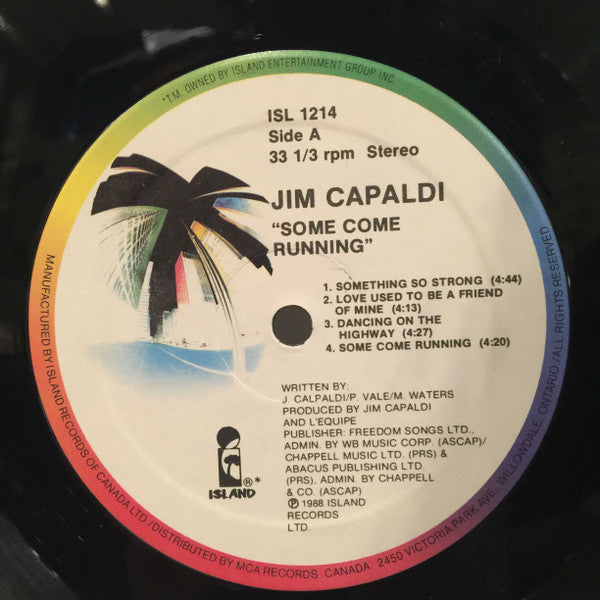 *T.M. OWNED BY ISLAND ENTERTAINMENT GROUP INC.
ISL 1214
Side A
33 1/3 rpm Stereo
JIM CAPALDI
"SOME COME
RUNNING"
1. SOMETHING SO STRONG (4:44)
2. LOVE USED TO BE A FRIEND
OF MINE (4:13)
3. DANCING ON THE
HIGHWAY (4:27)
4. SOME COME RUNNING (4:20)
WRITTEN BY:
J. CALPALDI/P. VALE/M. WATERS
PRODUCED BY JIM CAPALDI
AND L'EQUIPE
PUBLISHER: FREEDOM SONGS LTD.,
ADMIN. BY WB MUSIC CORP. (ASCAP)/
CHAPPELL MUSIC LTD. (PRS) &
ABACUS PUBLISHING LTD.
(PRS), ADMIN. BY CHAPPELL
& CO. (ASCAP)
℗ 1988 ISLAND
RECORDS
LTD.
ISLAND ®*
MANUFACTURED BY ISLAND RECORDS OF CANADA LTD./DISTRIBUTED BY MCA RECORDS CANADA 2450 VICTORIA PARK AVE. WILLOWDALE, ONTARIO./ALL RIGHTS RESERVED